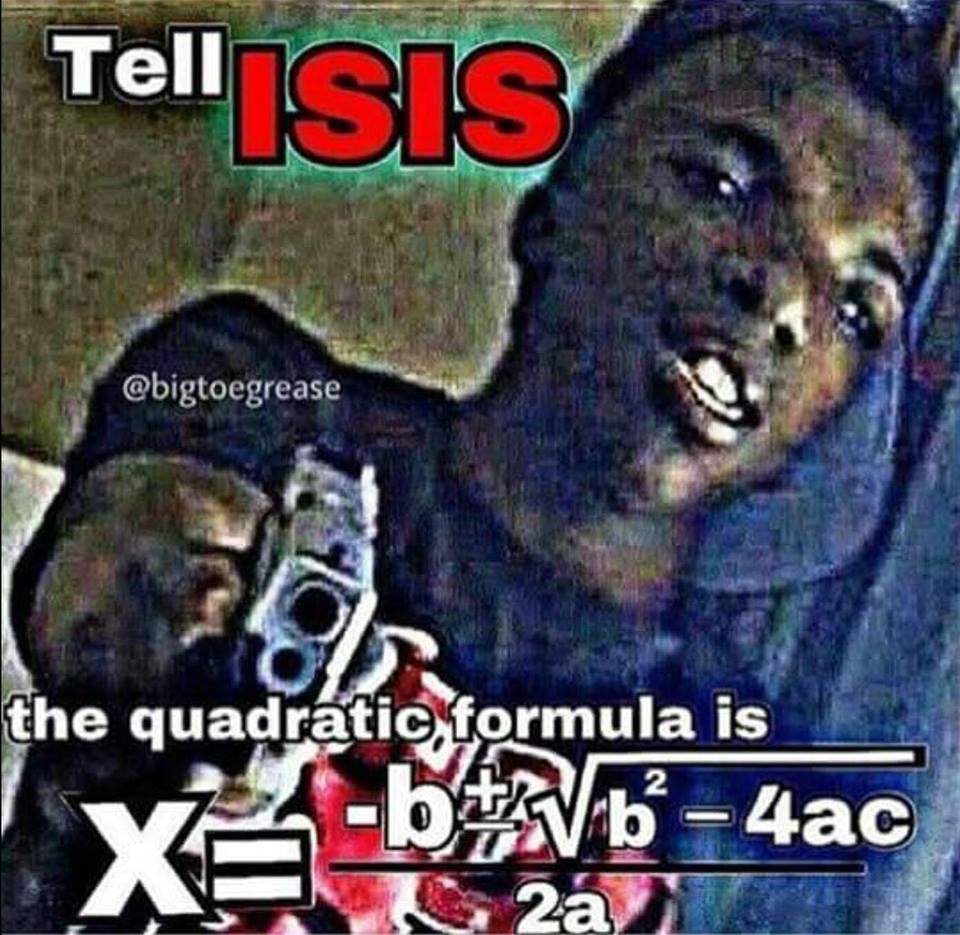 Tell ISIS
@bigtoegrease
the quadratic formula is
x= -b±√b² - 4ac
2a